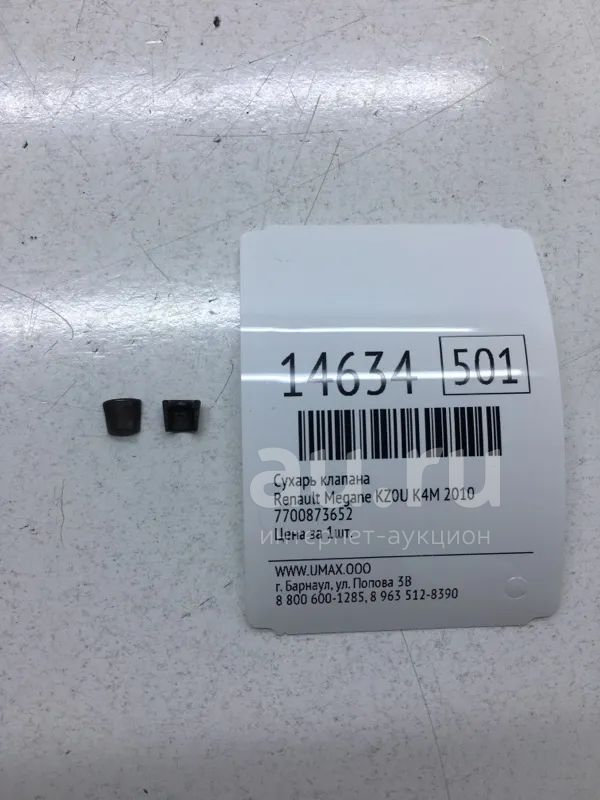 14634 501
Сухарь клапана
Renault Megane KZ0U K4M 2010
7700873652
Цена за 1шт.
au.ru
интернет-аукцион
WWW.UMAX.OOO
г. Барнаул, ул. Попова 3В
8 800 600-1285, 8 963 512-8390